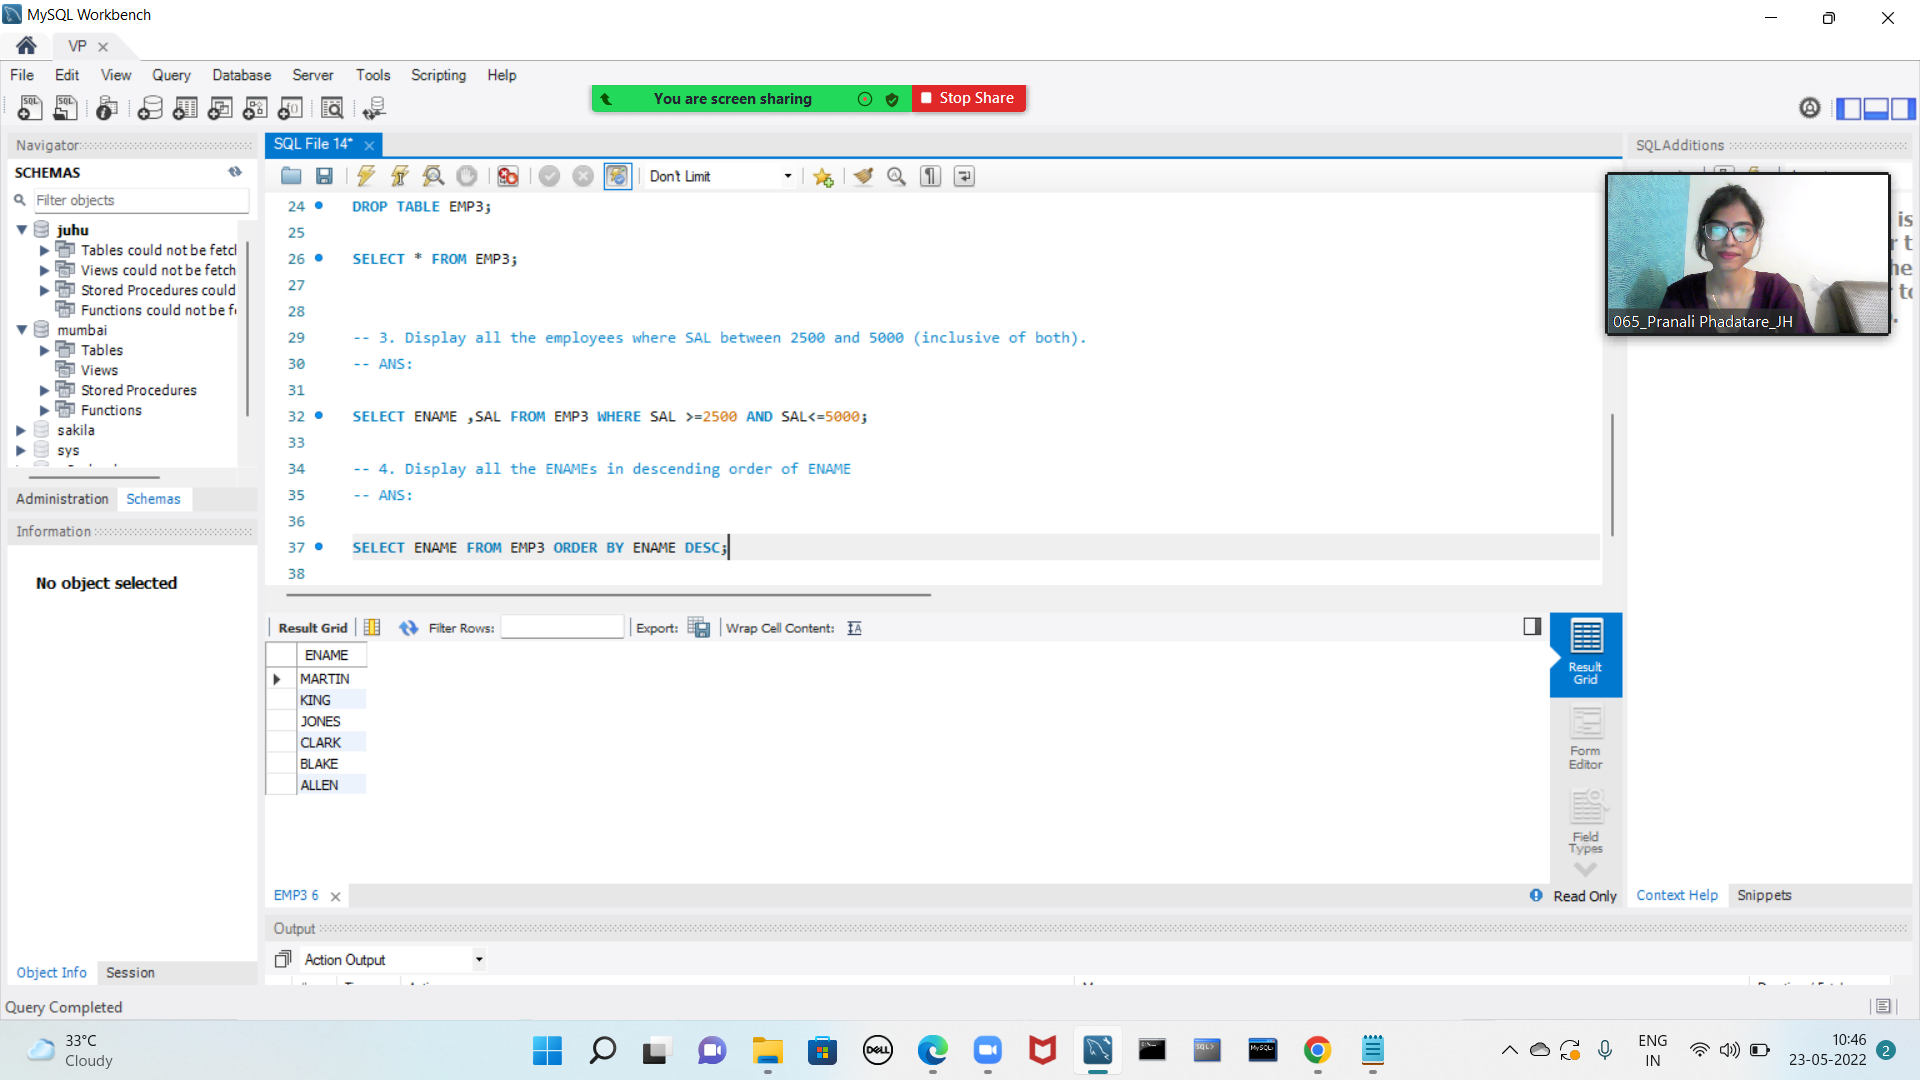 MySQL Workbench
VP
File Edit View Query Database Server Tools Scripting Help
You are screen sharing
Stop Share
Navigator
SCHEMAS
Filter objects
juhu
Tables could not be fetcl
Views could not be fetch
Stored Procedures could
Functions could not be f
mumbai
Tables
Views
Stored Procedures
Functions
sakila
sys
Administration Schemas
Information
No object selected
Object Info Session
Query Completed
SQL File 14*
Don't Limit
24 DROP TABLE EMP3;
25
26 SELECT * FROM EMP3;
27
28
29 -- 3. Display all the employees where SAL between 2500 and 5000 (inclusive of both).
30 -- ANS:
31
32 SELECT ENAME ,SAL FROM EMP3 WHERE SAL >=2500 AND SAL<=5000;
33
34 -- 4. Display all the ENAMEs in descending order of ENAME
35 -- ANS:
36
37 SELECT ENAME FROM EMP3 ORDER BY ENAME DESC;
38
Result Grid Filter Rows: Export: Wrap Cell Content:
ENAME
MARTIN
KING
JONES
CLARK
BLAKE
ALLEN
Result
Grid
Form
Editor
Field
Types
EMP3 6
Read Only
Output
Action Output
SQLAdditions
065_Pranali Phadatare_JH
Context Help Snippets
33°C
Cloudy
DELL
ENG
IN
10:46
23-05-2022
2